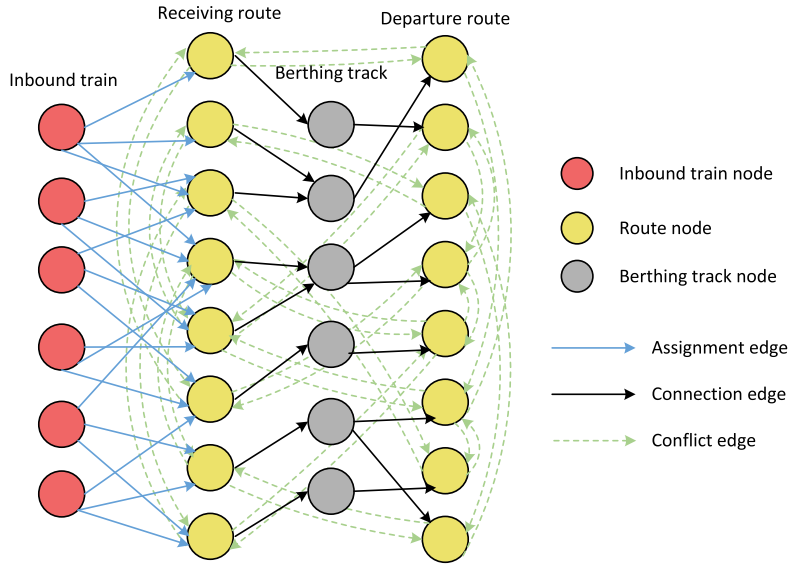 Receiving route
Departure route
Inbound train
Berthing track
Inbound train node
Route node
Berthing track node
Assignment edge
Connection edge
Conflict edge